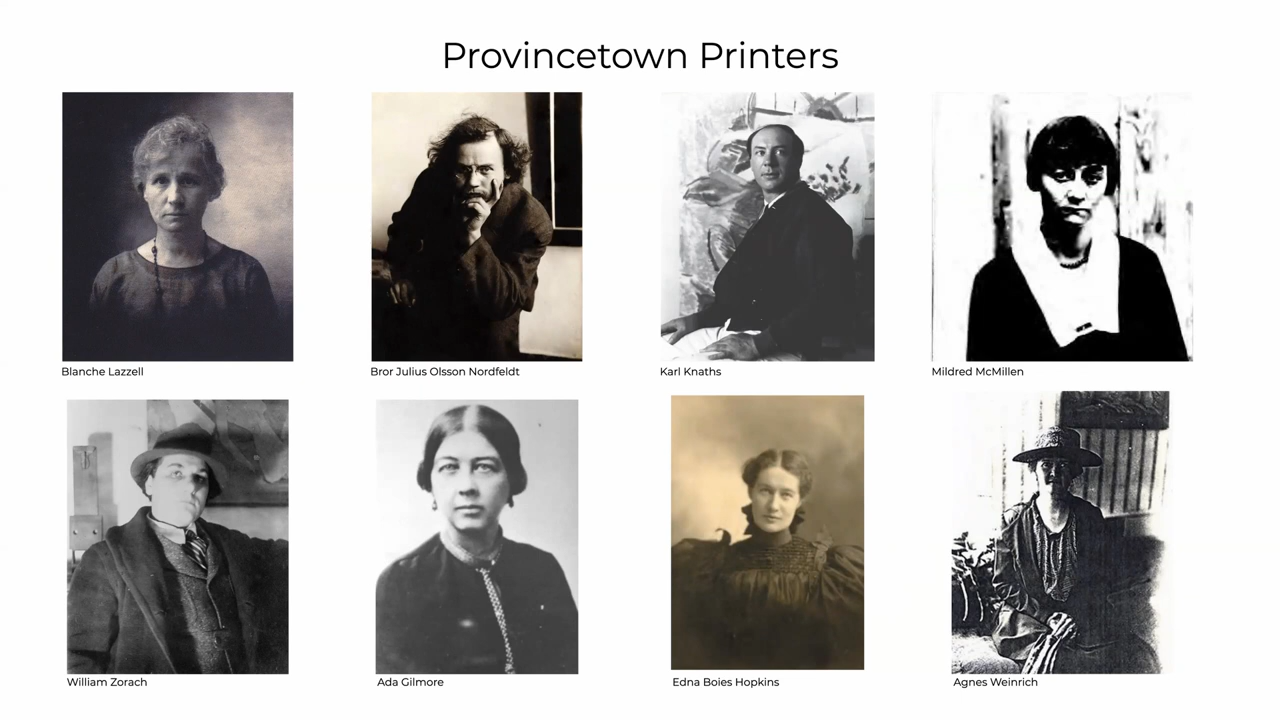 Provincetown Printers
Blanche Lazzell
Bror Julius Olsson Nordfeldt
Karl Knaths
Mildred McMillen
William Zorach
Ada Gilmore
Edna Boies Hopkins
Agnes Weinrich